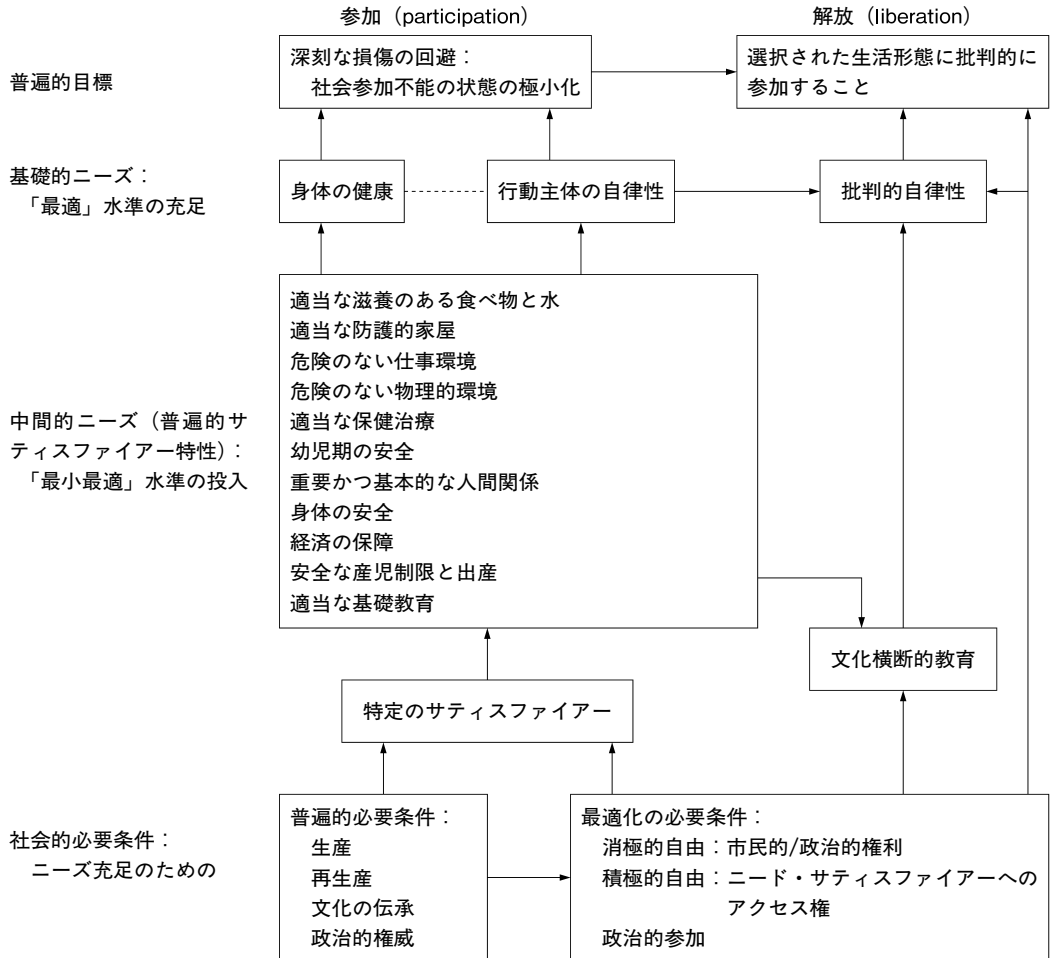 参加（participation）
解放（liberation）
普遍的目標
深刻な損傷の回避：
社会参加不能の状態の極小化
選択された生活形態に批判的に
参加すること
基礎的ニーズ：
「最適」水準の充足
身体の健康
行動主体の自律性
批判的自律性
中間的ニーズ（普遍的サ
ティスファイアー特性）：
「最小最適」水準の投入
適当な滋養のある食べ物と水
適当な防護的家屋
危険のない仕事環境
危険のない物理的環境
適当な保健治療
幼児期の安全
重要かつ基本的な人間関係
身体の安全
経済の保障
安全な産児制限と出産
適当な基礎教育
文化横断的教育
特定のサティスファイアー
社会的必要条件：
ニーズ充足のための
普遍的必要条件：
生産
再生産
文化の伝承
政治的権威
最適化の必要条件：
消極的自由：市民的/政治的権利
積極的自由：ニード・サティスファイアーへの
アクセス権
政治的参加